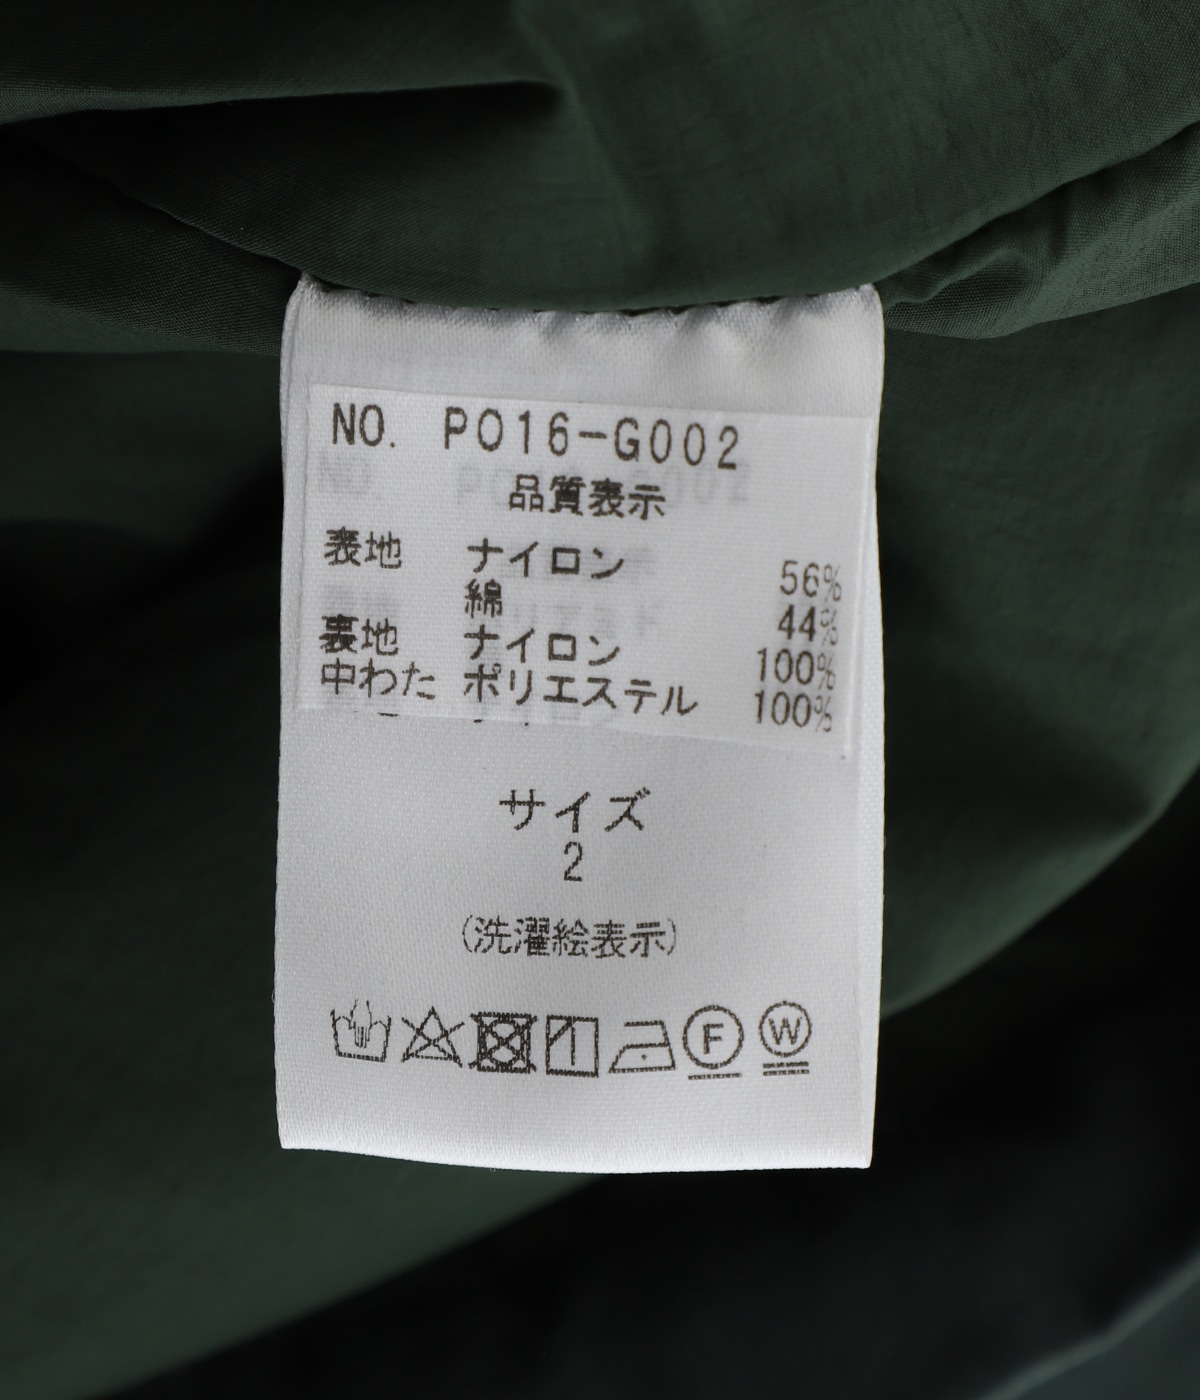 NO. P016-G002
品質表示
表地 ナイロン 56%
綿 44%
裏地 ナイロン 100%
中わた ポリエステル 100%
サイズ
2
(洗濯絵表示)
F W